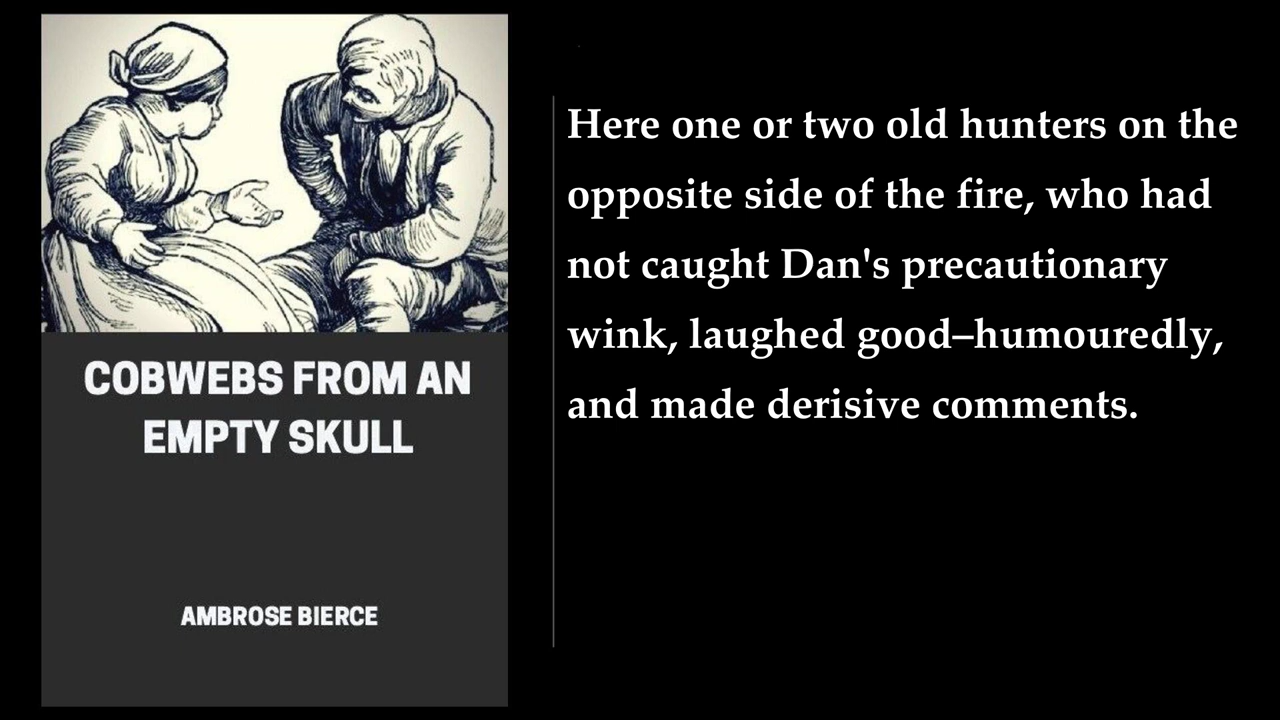 COBWEBS FROM AN
EMPTY SKULL
AMBROSE BIERCE
Here one or two old hunters on the
opposite side of the fire, who had
not caught Dan's precautionary
wink, laughed good–humouredly,
and made derisive comments.